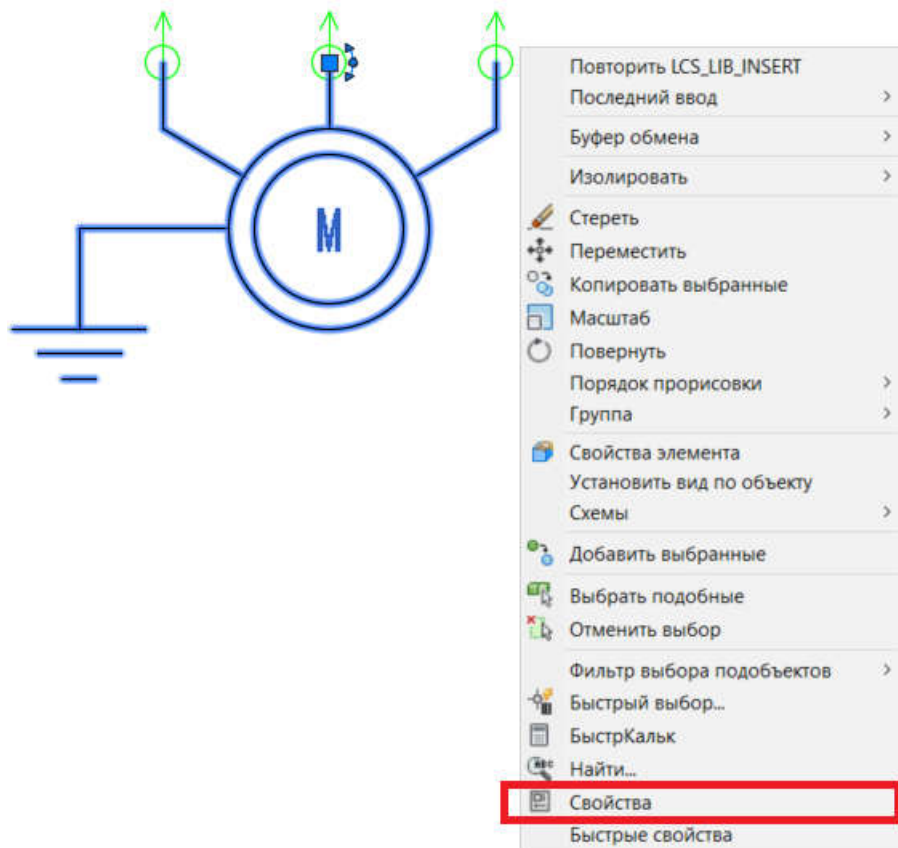 M
Повторить LCS_LIB_INSERT
Последний ввод
Буфер обмена
Изолировать
Стереть
Переместить
Копировать выбранные
Масштаб
Повернуть
Порядок прорисовки
Группа
Свойства элемента
Установить вид по объекту
Схемы
Добавить выбранные
Выбрать подобные
Отменить выбор
Фильтр выбора подобъектов
Быстрый выбор...
БыстрКальк
Найти...
Свойства
Быстрые свойства